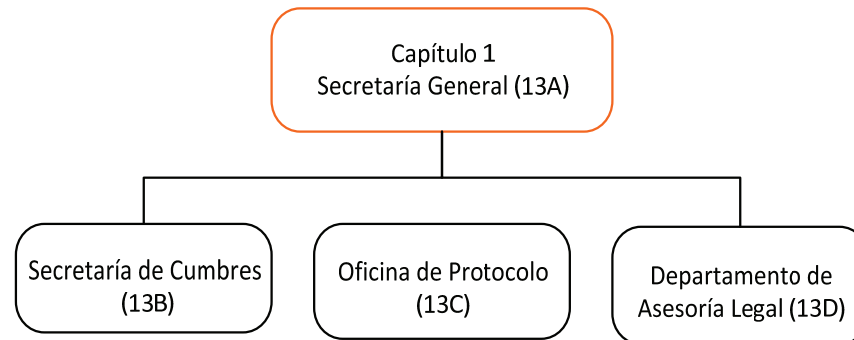 Capítulo 1
Secretaría General (13A)
Secretaría de Cumbres
(13B)
Oficina de Protocolo
(13C)
Departamento de
Asesoría Legal (13D)